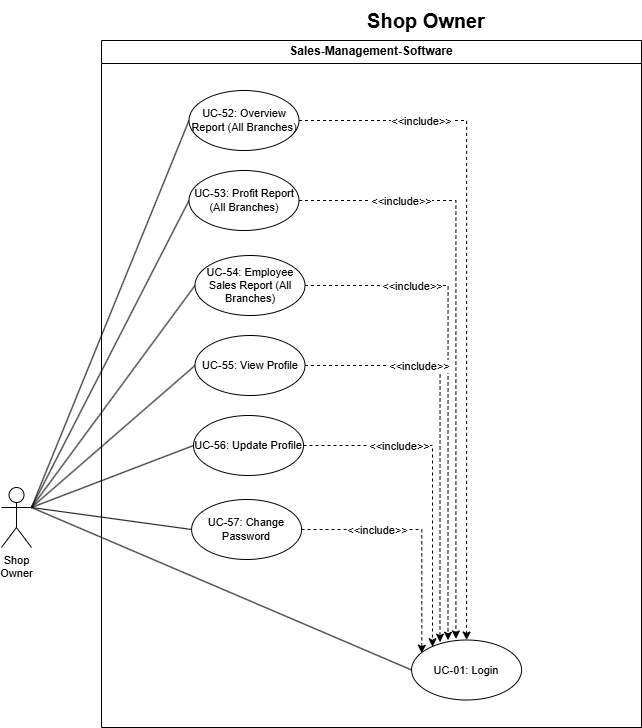 Shop Owner
Sales-Management-Software
UC-52: Overview
Report (All Branches)
<<include>>
UC-53: Profit Report
(All Branches)
<<include>>
UC-54: Employee
Sales Report (All
Branches)
<<include>>
UC-55: View Profile
<<include>>
UC-56: Update Profile
<<include>>
UC-57: Change
Password
<<include>>
Shop
Owner
UC-01: Login